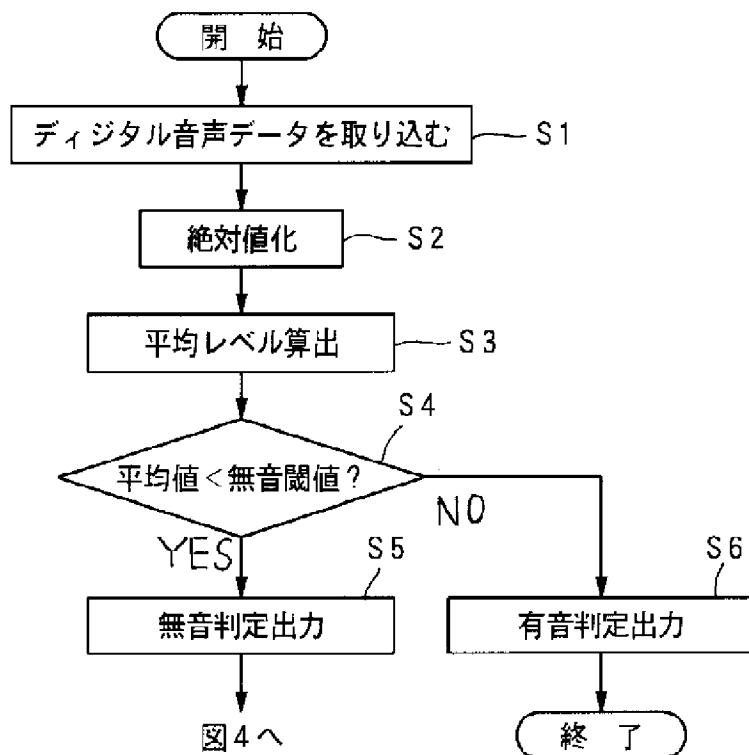 開 始
ディジタル音声データを取り込む
S1
絶対値化
S2
平均レベル算出
S3
S4
平均値<無音閾値?
NO
YES
S5
S6
無音判定出力
有音判定出力
図4へ
終 了